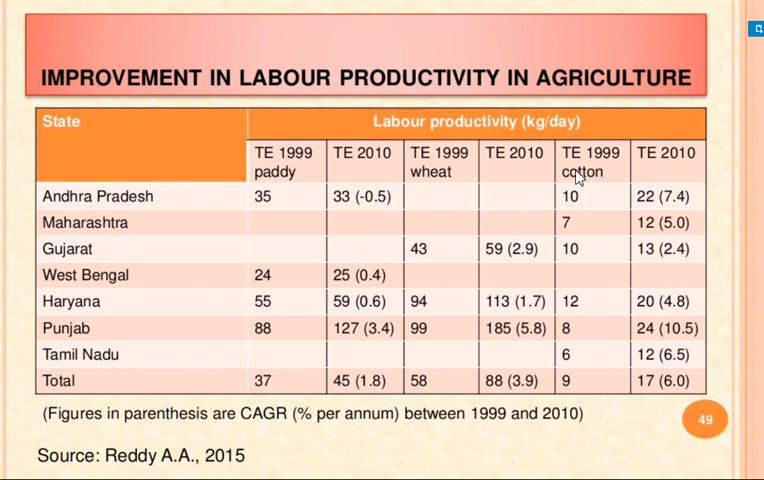 IMPROVEMENT IN LABOUR PRODUCTIVITY IN AGRICULTURE
State Labour productivity (kg/day)
TE 1999 paddy TE 2010 TE 1999 wheat TE 2010 TE 1999 cotton TE 2010
Andhra Pradesh 35 33 (-0.5) 10 22 (7.4)
Maharashtra 7 12 (5.0)
Gujarat 43 59 (2.9) 10 13 (2.4)
West Bengal 24 25 (0.4)
Haryana 55 59 (0.6) 94 113 (1.7) 12 20 (4.8)
Punjab 88 127 (3.4) 99 185 (5.8) 8 24 (10.5)
Tamil Nadu 6 12 (6.5)
Total 37 45 (1.8) 58 88 (3.9) 9 17 (6.0)
(Figures in parenthesis are CAGR (% per annum) between 1999 and 2010)
49
Source: Reddy A.A., 2015